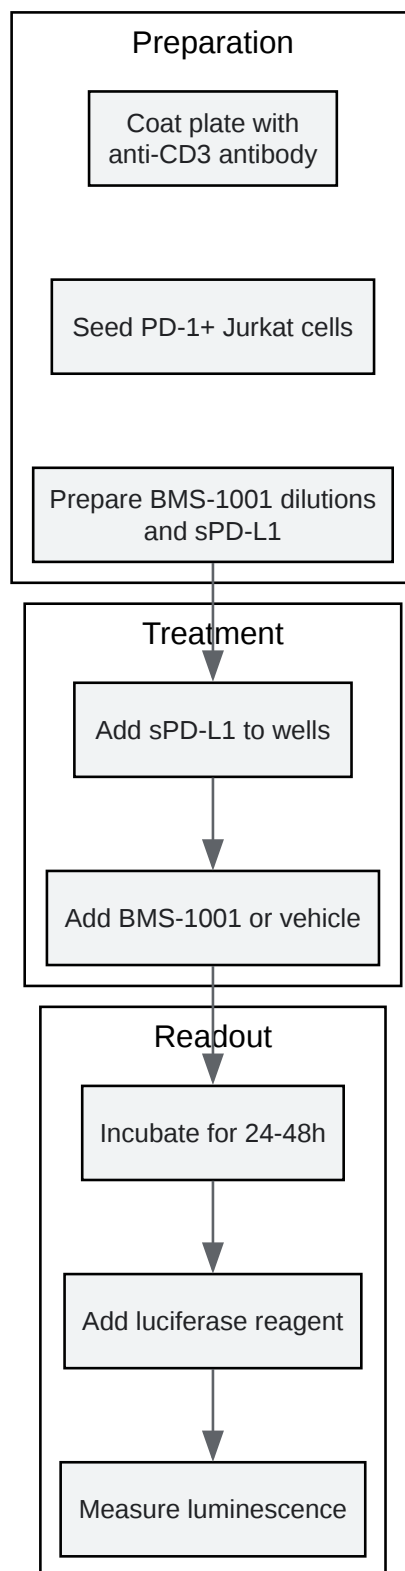 Preparation
Coat plate with
anti-CD3 antibody
Seed PD-1+ Jurkat cells
Prepare BMS-1001 dilutions
and sPD-L1
Treatment
Add sPD-L1 to wells
Add BMS-1001 or vehicle
Readout
Incubate for 24-48h
Add luciferase reagent
Measure luminescence